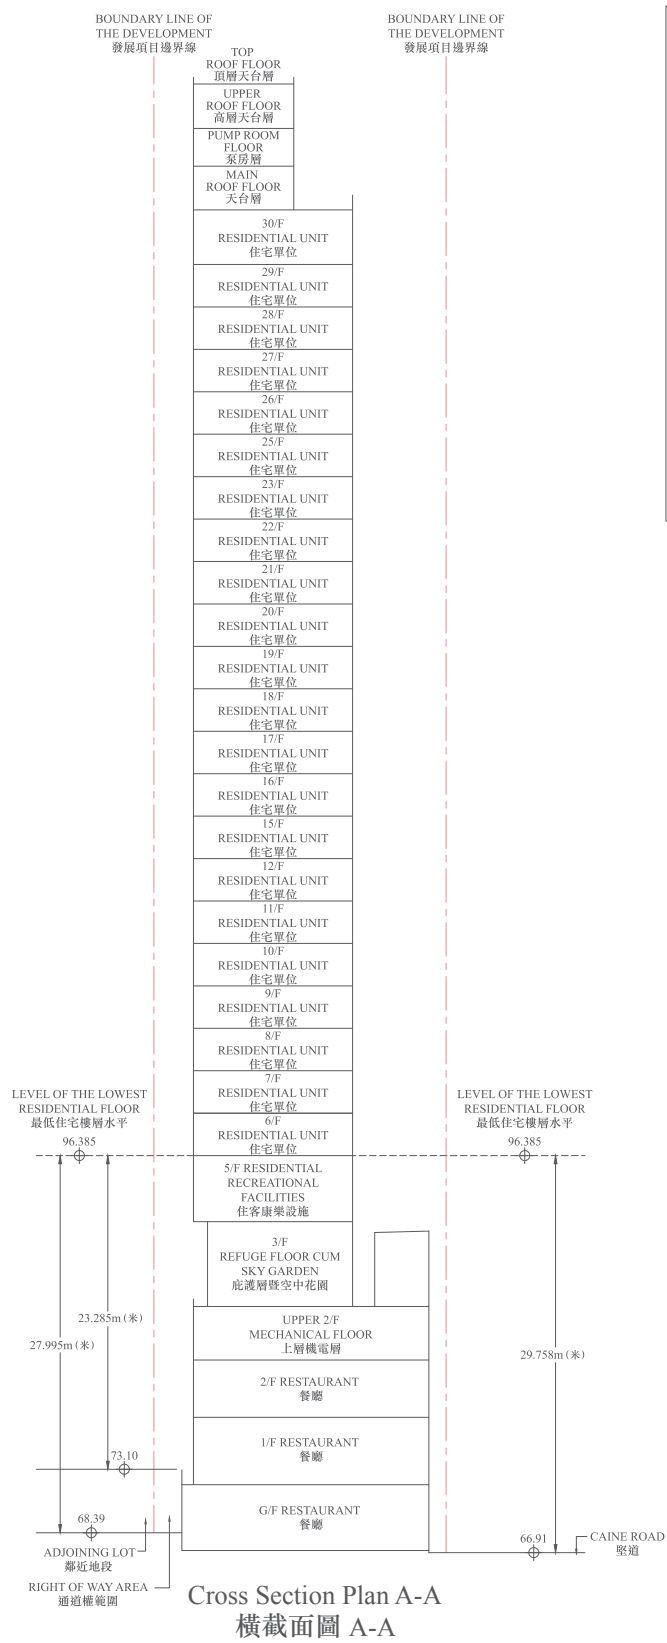 BOUNDARY LINE OF
THE DEVELOPMENT
發展項目邊界線
BOUNDARY LINE OF
THE DEVELOPMENT
發展項目邊界線
TOP
ROOF FLOOR
頂層天台層
UPPER
ROOF FLOOR
高層天台層
PUMP ROOM
FLOOR
泵房層
MAIN
ROOF FLOOR
天台層
30/F
RESIDENTIAL UNIT
住宅單位
29/F
RESIDENTIAL UNIT
住宅單位
28/F
RESIDENTIAL UNIT
住宅單位
27/F
RESIDENTIAL UNIT
住宅單位
26/F
RESIDENTIAL UNIT
住宅單位
25/F
RESIDENTIAL UNIT
住宅單位
23/F
RESIDENTIAL UNIT
住宅單位
22/F
RESIDENTIAL UNIT
住宅單位
21/F
RESIDENTIAL UNIT
住宅單位
20/F
RESIDENTIAL UNIT
住宅單位
19/F
RESIDENTIAL UNIT
住宅單位
18/F
RESIDENTIAL UNIT
住宅單位
17/F
RESIDENTIAL UNIT
住宅單位
16/F
RESIDENTIAL UNIT
住宅單位
15/F
RESIDENTIAL UNIT
住宅單位
12/F
RESIDENTIAL UNIT
住宅單位
11/F
RESIDENTIAL UNIT
住宅單位
10/F
RESIDENTIAL UNIT
住宅單位
9/F
RESIDENTIAL UNIT
住宅單位
8/F
RESIDENTIAL UNIT
住宅單位
7/F
RESIDENTIAL UNIT
住宅單位
6/F
RESIDENTIAL UNIT
住宅單位
LEVEL OF THE LOWEST
RESIDENTIAL FLOOR
最低住宅樓層水平
96.385
LEVEL OF THE LOWEST
RESIDENTIAL FLOOR
最低住宅樓層水平
96.385
5/F RESIDENTIAL
RECREATIONAL
FACILITIES
住客康樂設施
3/F
REFUGE FLOOR CUM
SKY GARDEN
庇護層暨空中花園
23.285m (米)
27.995m (米)
29.758m (米)
UPPER 2/F
MECHANICAL FLOOR
上層機電層
2/F RESTAURANT
餐廳
1/F RESTAURANT
餐廳
73.10
G/F RESTAURANT
餐廳
68.39
66.91
CAINE ROAD
堅道
ADJOINING LOT
鄰近地段
RIGHT OF WAY AREA
通道權範圍
Cross Section Plan A-A
橫截面圖 A-A